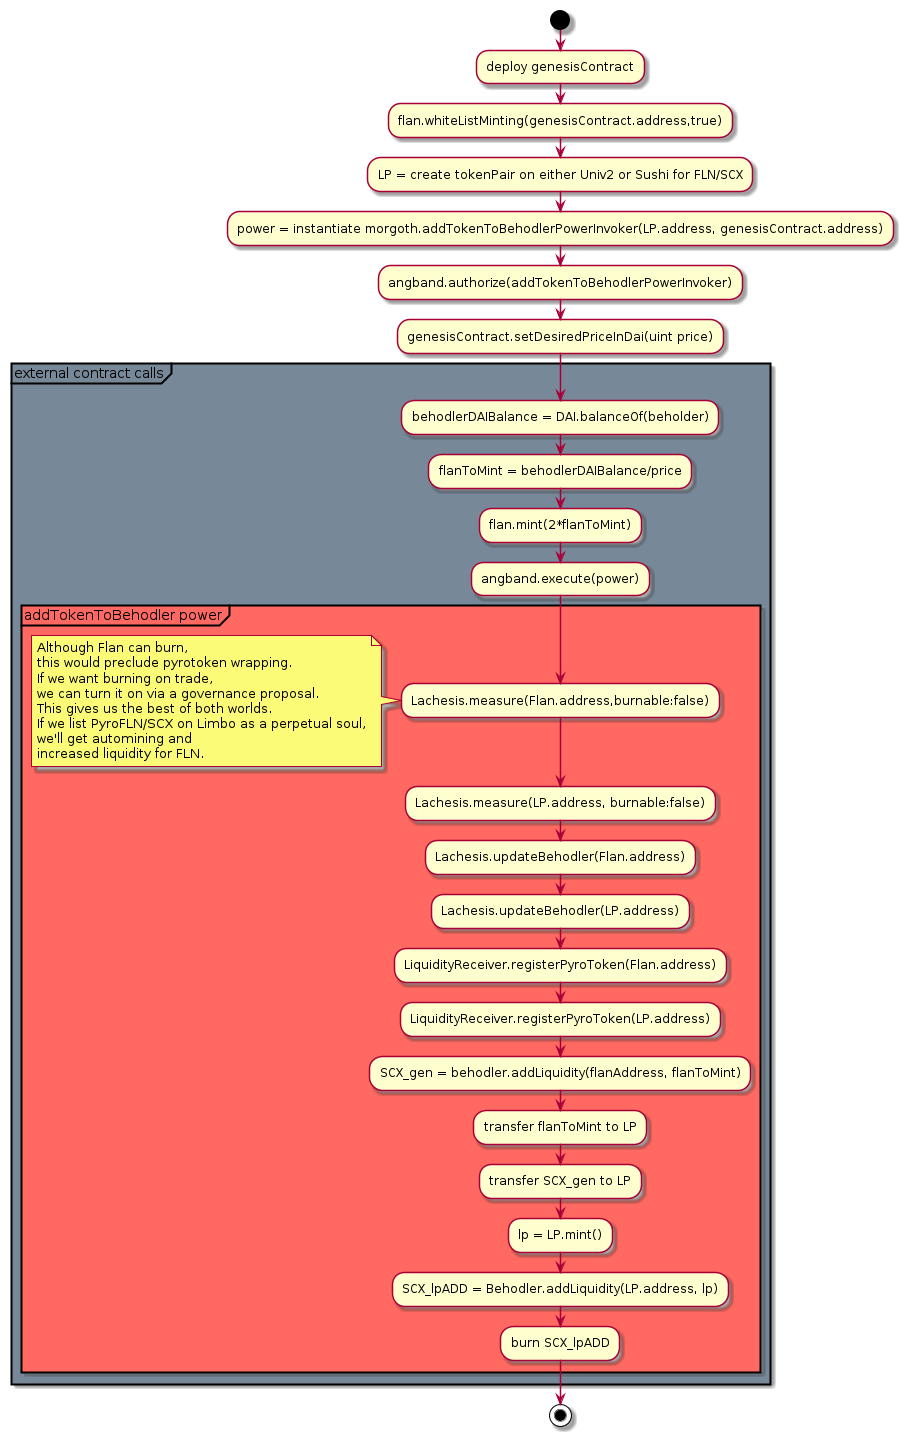 deploy genesisContract
flan.whiteListMinting(genesisContract.address,true)
LP = create tokenPair on either Univ2 or Sushi for FLN/SCX
power = instantiate morgoth.addTokenToBehodlerPowerInvoker(LP.address, genesisContract.address)
angband.authorize(addTokenToBehodlerPowerInvoker)
genesisContract.setDesiredPriceInDai(uint price)
external contract calls
behodlerDAIBalance = DAI.balanceOf(beholder)
flanToMint = behodlerDAIBalance/price
flan.mint(2*flanToMint)
angband.execute(power)
addTokenToBehodler power
Although Flan can burn,
this would preclude pyrotoken wrapping.
If we want burning on trade,
we can turn it on via a governance proposal.
This gives us the best of both worlds.
If we list PyroFLN/SCX on Limbo as a perpetual soul,
we'll get automining and
increased liquidity for FLN.
Lachesis.measure(Flan.address,burnable:false)
Lachesis.measure(LP.address, burnable:false)
Lachesis.updateBehodler(Flan.address)
Lachesis.updateBehodler(LP.address)
LiquidityReceiver.registerPyroToken(Flan.address)
LiquidityReceiver.registerPyroToken(LP.address)
SCX_gen = behodler.addLiquidity(flanAddress, flanToMint)
transfer flanToMint to LP
transfer SCX_gen to LP
lp = LP.mint()
SCX_lpADD = Behodler.addLiquidity(LP.address, lp)
burn SCX_lpADD